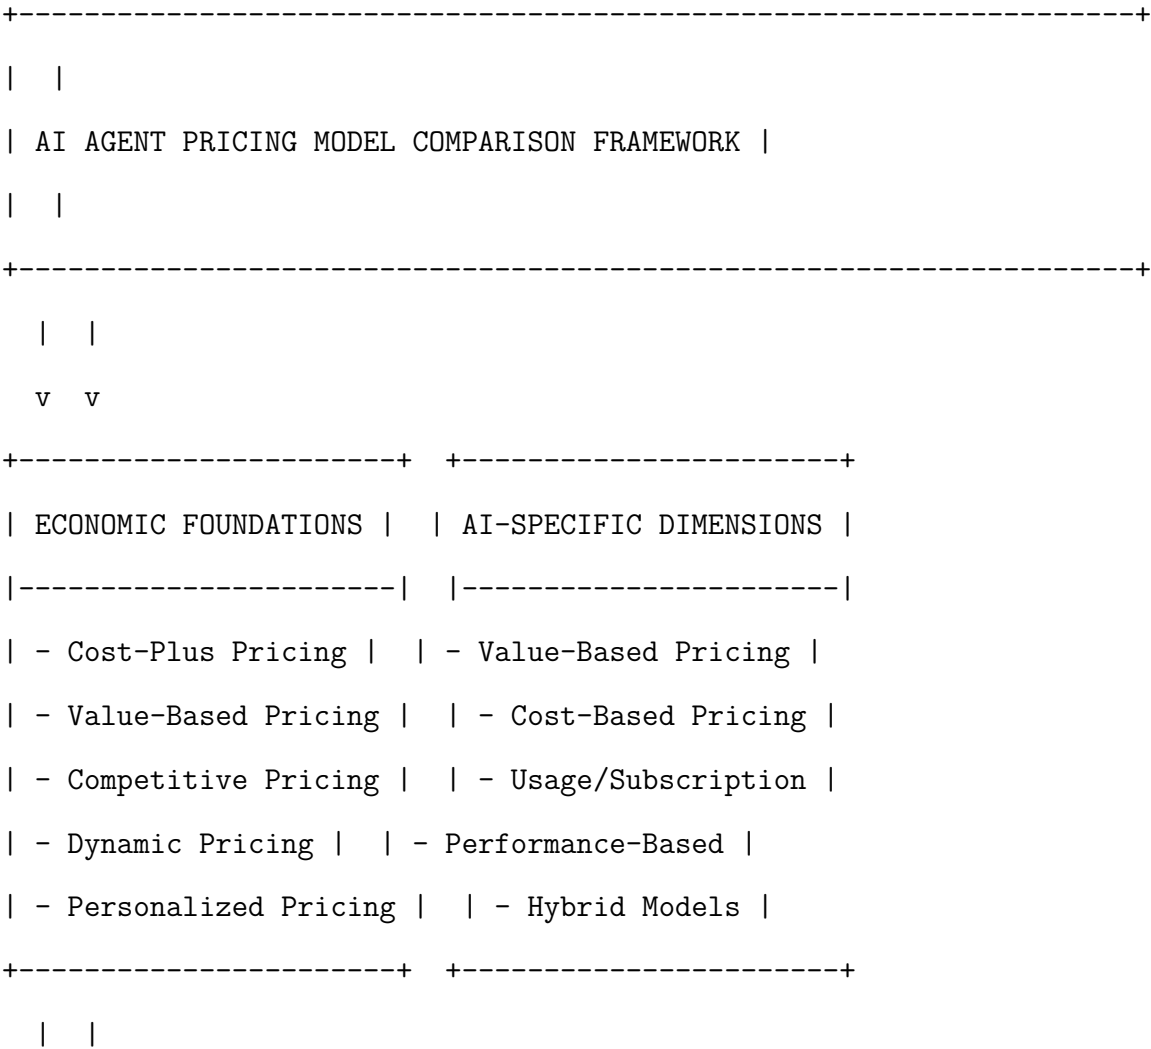 +--------------------------------------------------------------------+
| |
| AI AGENT PRICING MODEL COMPARISON FRAMEWORK |
| |
+--------------------------------------------------------------------+
| |
v v
+-----------------------+ +-----------------------+
| ECONOMIC FOUNDATIONS | | AI-SPECIFIC DIMENSIONS |
|-----------------------| |-----------------------|
| - Cost-Plus Pricing | | - Value-Based Pricing |
| - Value-Based Pricing | | - Cost-Based Pricing |
| - Competitive Pricing | | - Usage/Subscription |
| - Dynamic Pricing | | - Performance-Based |
| - Personalized Pricing | | - Hybrid Models |
+-----------------------+ +-----------------------+
| |